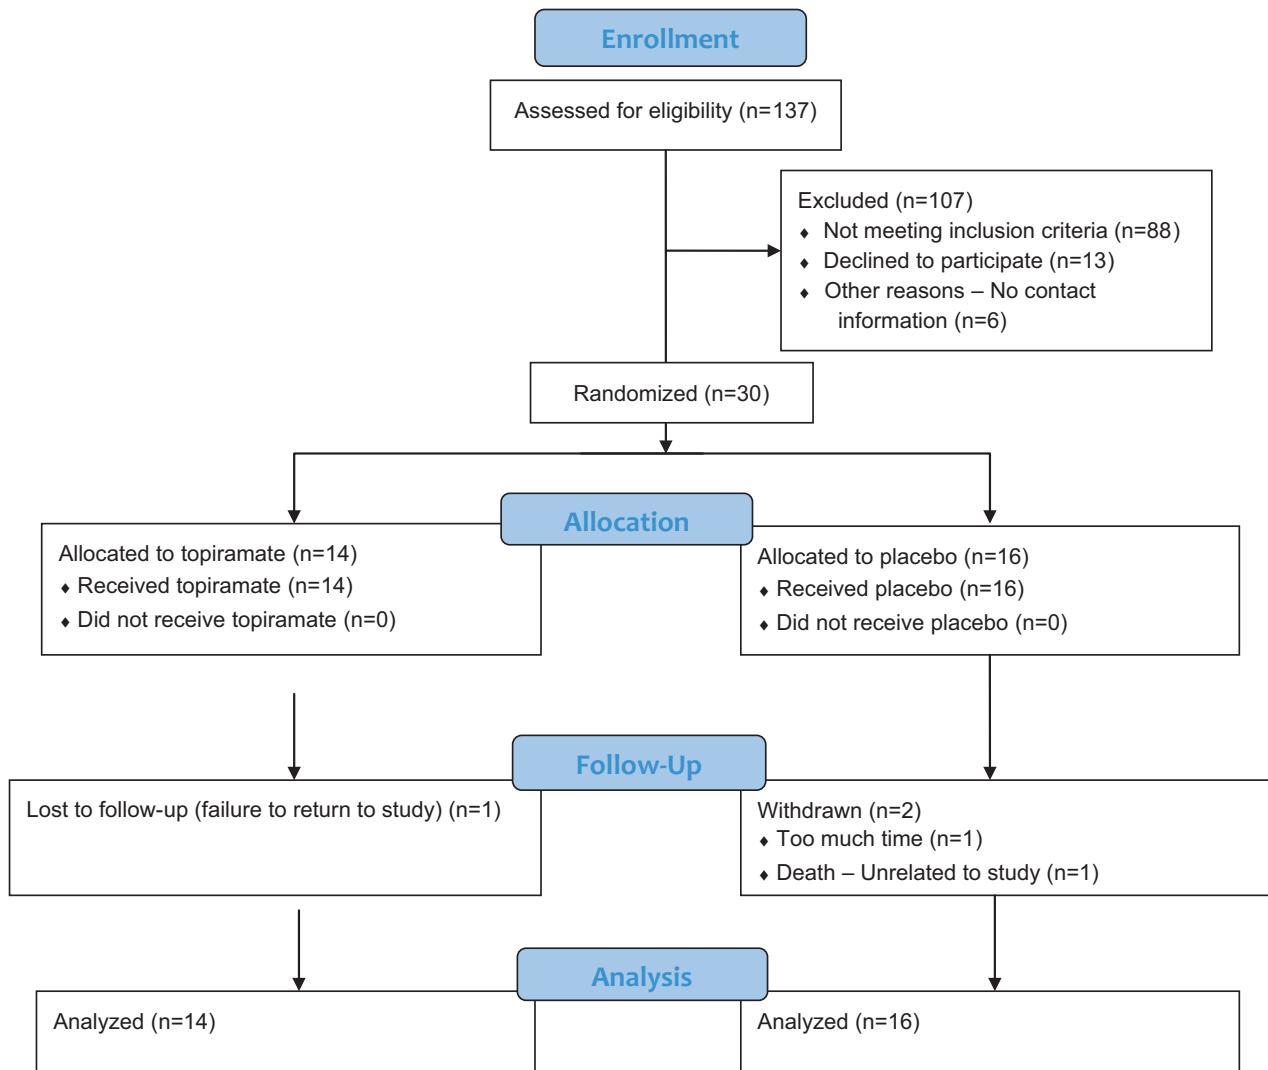 Enrollment
Assessed for eligibility (n=137)
Excluded (n=107)
♦ Not meeting inclusion criteria (n=88)
♦ Declined to participate (n=13)
♦ Other reasons – No contact
information (n=6)
Randomized (n=30)
Allocation
Allocated to topiramate (n=14)
♦ Received topiramate (n=14)
♦ Did not receive topiramate (n=0)
Allocated to placebo (n=16)
♦ Received placebo (n=16)
♦ Did not receive placebo (n=0)
Follow-Up
Lost to follow-up (failure to return to study) (n=1)
Withdrawn (n=2)
♦ Too much time (n=1)
♦ Death – Unrelated to study (n=1)
Analysis
Analyzed (n=14)
Analyzed (n=16)